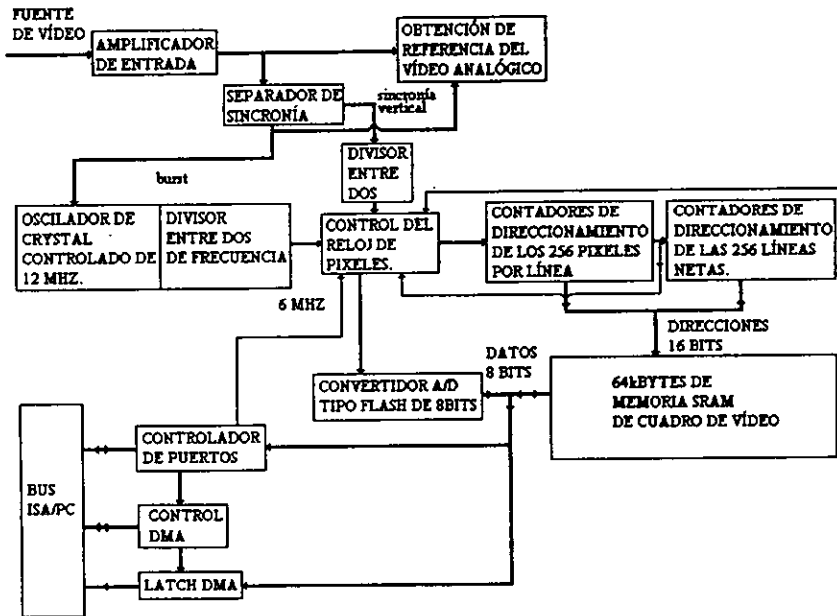 FUENTE
DE VÍDEO
AMPLIFICADOR
DE ENTRADA
OBTENCIÓN DE
REFERENCIA DEL
VÍDEO ANALÓGICO
SEPARADOR DE
SINCRONÍA
sincronía
vertical
DIVISOR
ENTRE
DOS
burst
OSCILADOR DE
CRYSTAL
CONTROLADO DE
12 MHZ.
DIVISOR
ENTRE DOS
DE FRECUENCIA
CONTROL DEL
RELOJ DE
PIXELES.
CONTADORES DE
DIRECCIONAMIENTO
DE LOS 256 PIXELES
POR LÍNEA
CONTADORES DE
DIRECCIONAMIENTO
DE LAS 256 LÍNEAS
NETAS.
6 MHZ
DIRECCIONES
16 BITS
DATOS
8 BITS
CONVERTIDOR A/D
TIPO FLASH DE 8BITS
64kBYTES DE
MEMORIA SRAM
DE CUADRO DE VÍDEO
CONTROLADOR
DE PUERTOS
BUS
ISA/PC
CONTROL
DMA
LATCH DMA